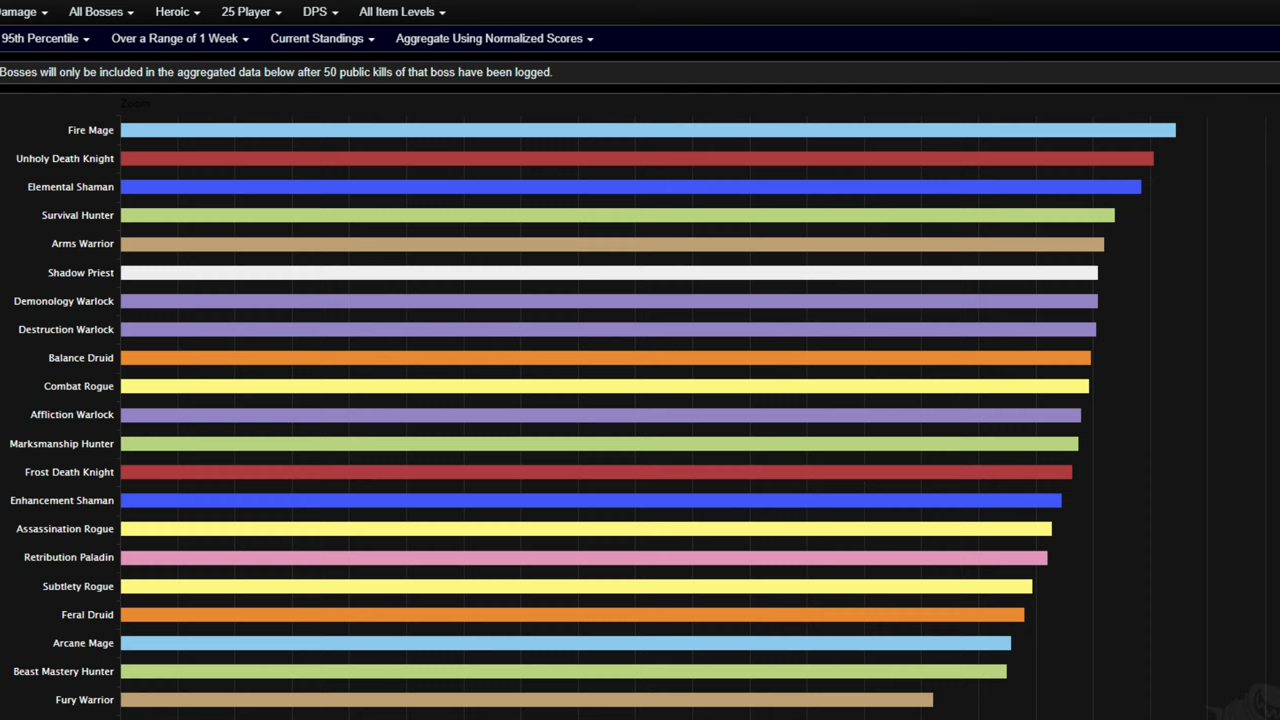 Damage All Bosses Heroic 25 Player DPS All Item Levels
95th Percentile Over a Range of 1 Week Current Standings Aggregate Using Normalized Scores
Bosses will only be included in the aggregated data below after 50 public kills of that boss have been logged.
Zoom
Fire Mage
Unholy Death Knight
Elemental Shaman
Survival Hunter
Arms Warrior
Shadow Priest
Demonology Warlock
Destruction Warlock
Balance Druid
Combat Rogue
Affliction Warlock
Marksmanship Hunter
Frost Death Knight
Enhancement Shaman
Assassination Rogue
Retribution Paladin
Subtlety Rogue
Feral Druid
Arcane Mage
Beast Mastery Hunter
Fury Warrior